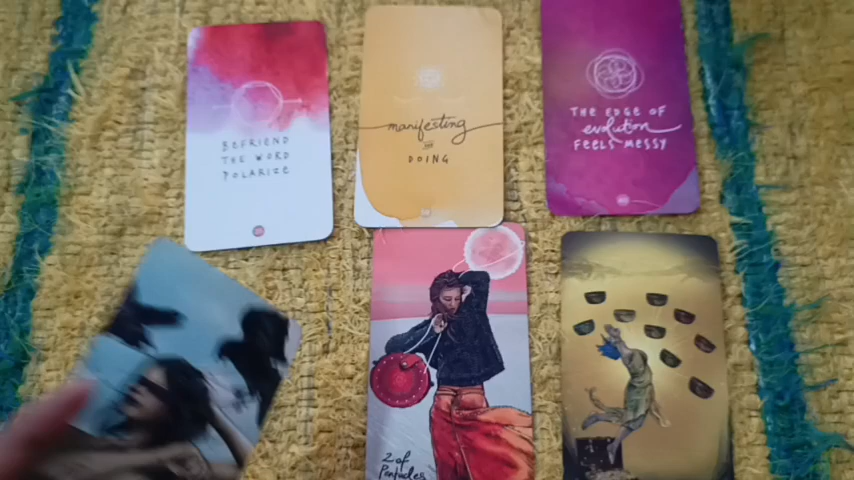 BEFRIEND
THE WORD
POLARIZE
manifesting
DOING
THE EDGE OF
evolution
FEELS MESSY
2 of
Pentacles